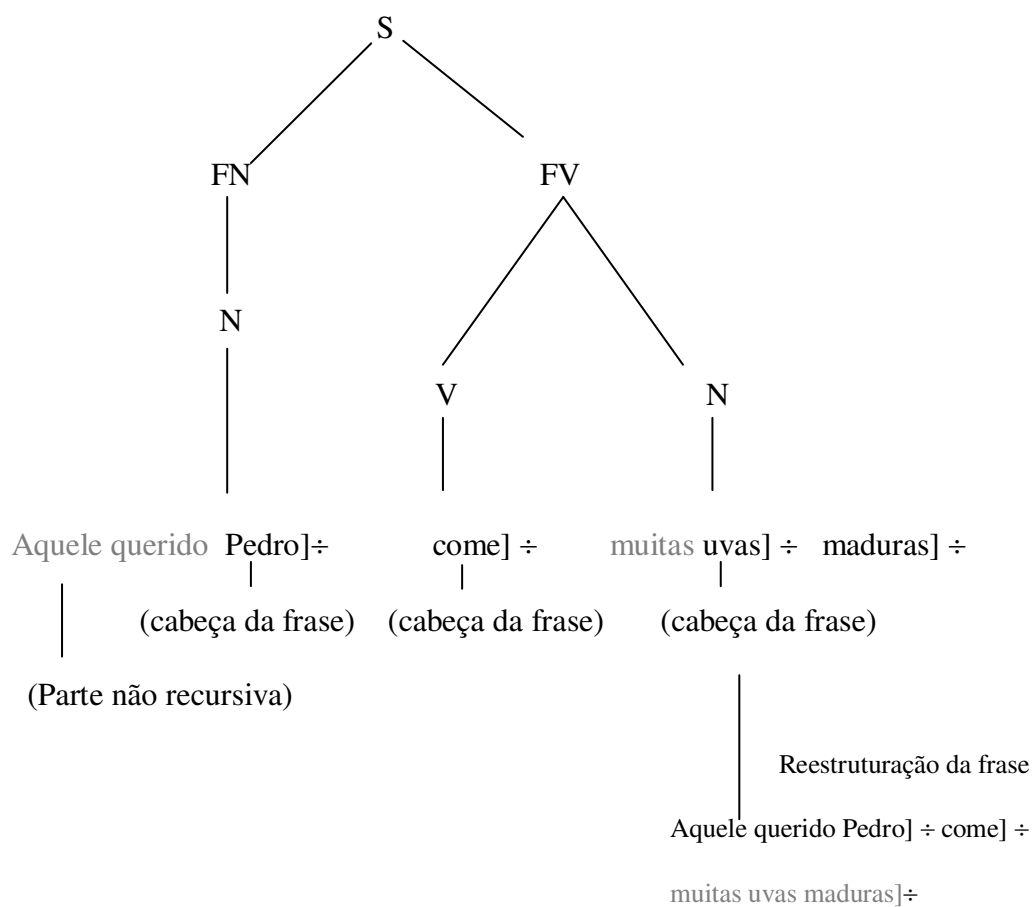 S
FN FV
N
V N
Aquele querido Pedro]÷ come] ÷ muitas uvas] ÷ maduras] ÷
(cabeça da frase) (cabeça da frase) (cabeça da frase)
(Parte não recursiva)
Reestruturação da frase
Aquele querido Pedro] ÷ come] ÷
muitas uvas maduras]÷